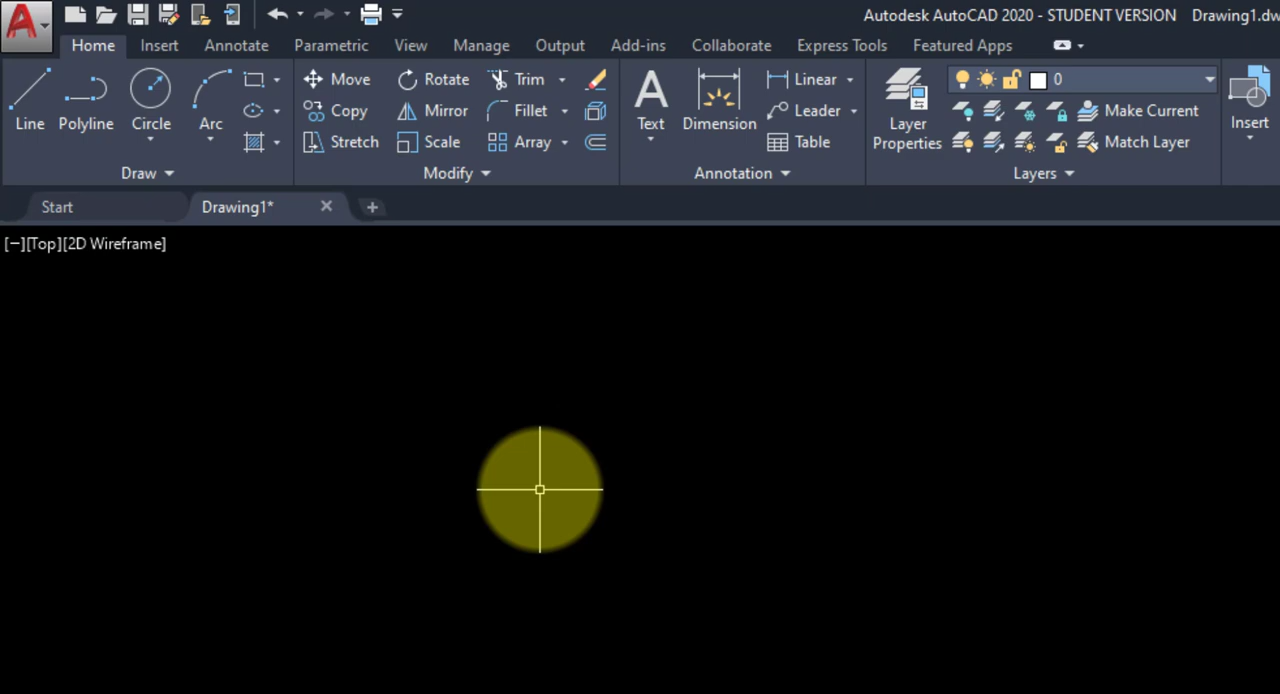 Autodesk AutoCAD 2020 - STUDENT VERSION Drawing1.dw
Home Insert Annotate Parametric View Manage Output Add-ins Collaborate Express Tools Featured Apps
Line Polyline Circle Arc
Move Rotate Trim
Copy Mirror Fillet
Stretch Scale Array
Text Dimension
Linear
Leader
Table
Layer
Properties
0
Make Current
Match Layer
Insert
Draw Modify Annotation Layers
Start Drawing1*
[−][Top][2D Wireframe]